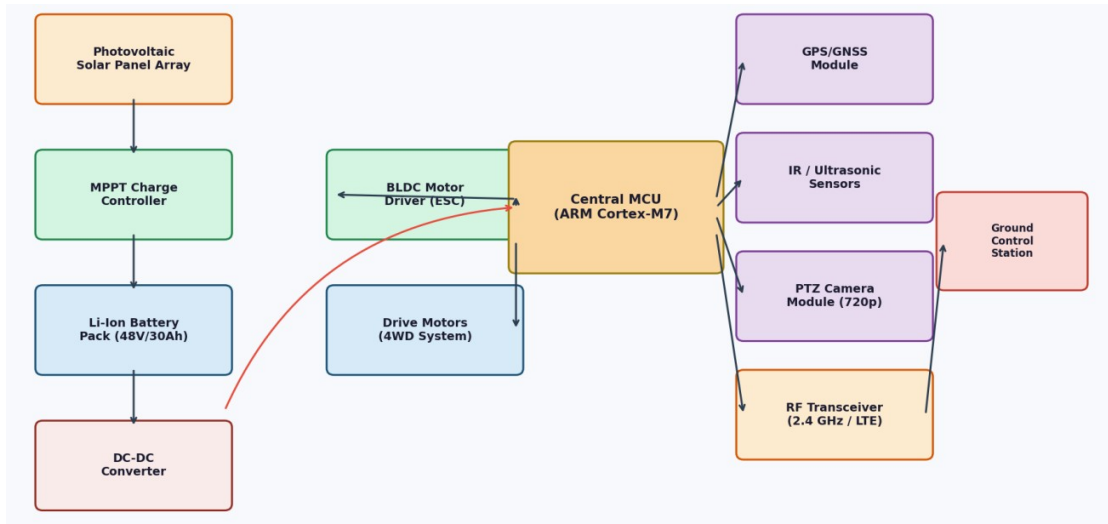 Photovoltaic
Solar Panel Array
MPPT Charge
Controller
Li-Ion Battery
Pack (48V/30Ah)
DC-DC
Converter
BLDC Motor
Driver (ESC)
Drive Motors
(4WD System)
Central MCU
(ARM Cortex-M7)
GPS/GNSS
Module
IR / Ultrasonic
Sensors
PTZ Camera
Module (720p)
RF Transceiver
(2.4 GHz / LTE)
Ground
Control
Station